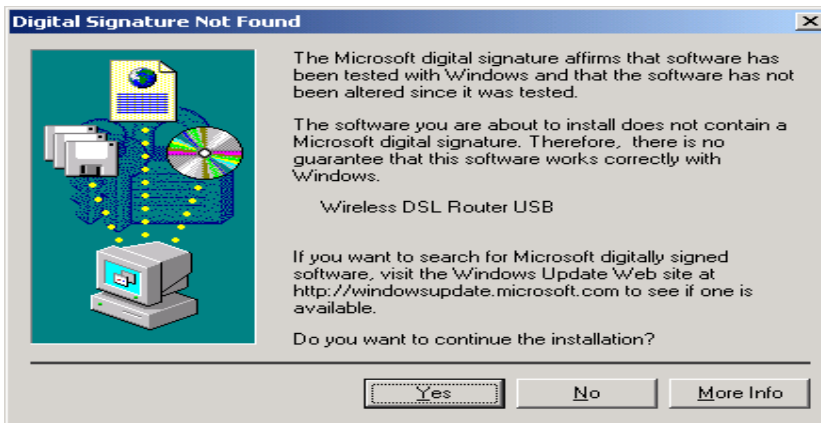 Digital Signature Not Found
The Microsoft digital signature affirms that software has
been tested with Windows and that the software has not
been altered since it was tested.
The software you are about to install does not contain a
Microsoft digital signature. Therefore, there is no
guarantee that this software works correctly with
Windows.
Wireless DSL Router USB
If you want to search for Microsoft digitally signed
software, visit the Windows Update Web site at
http://windowsupdate.microsoft.com to see if one is
available.
Do you want to continue the installation?
Yes No More Info